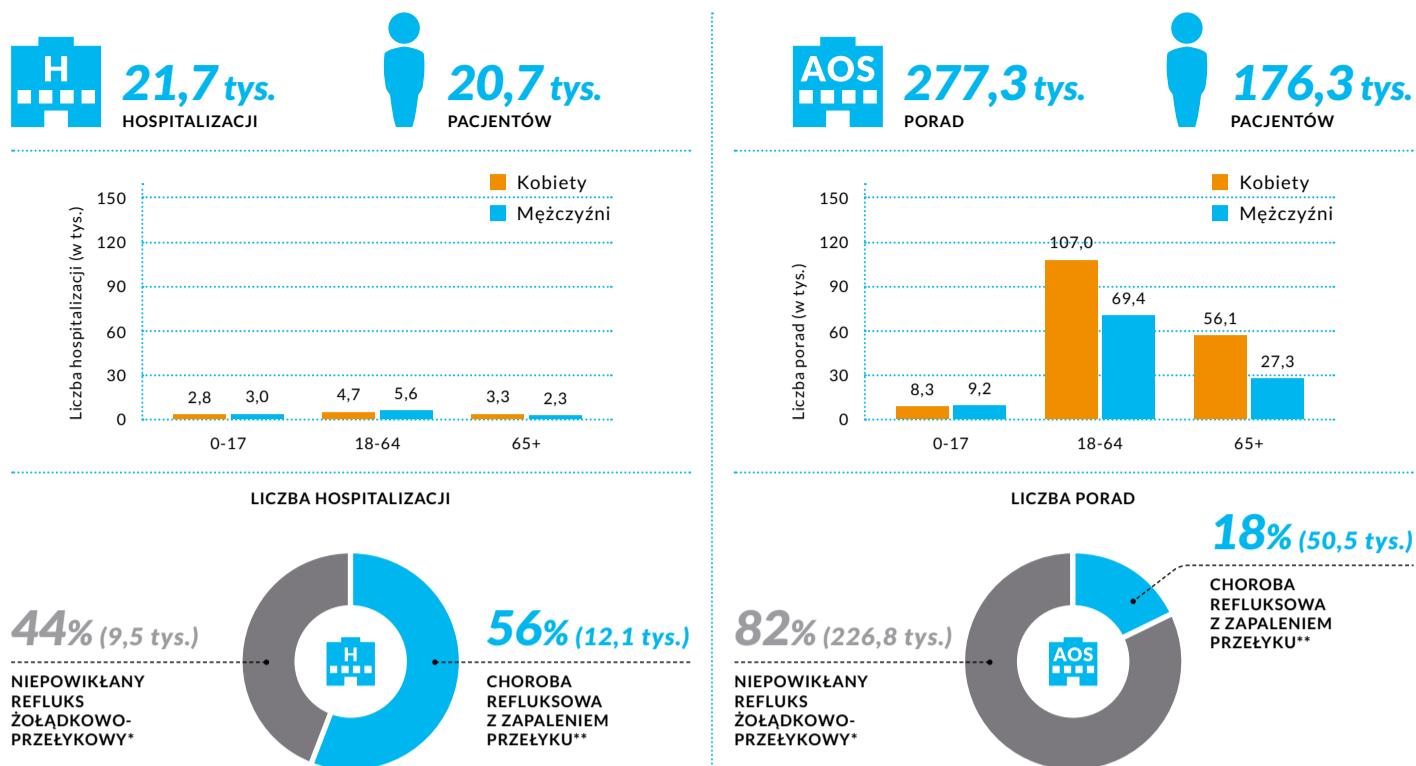 H
21,7 tys.
HOSPITALIZACJI
20,7 tys.
PACJENTÓW
Kobiety
Mężczyźni
Liczba hospitalizacji (w tys.)
150
120
90
60
30
0
2,8
3,0
4,7
5,6
3,3
2,3
0-17
18-64
65+
LICZBA HOSPITALIZACJI
44% (9,5 tys.)
NIEPOWIKŁANY
REFLUKS
ŻOŁĄDKOWO-
PRZEŁYKOWY*
H
56% (12,1 tys.)
CHOROBA
REFLUKSOWA
Z ZAPALENIEM
PRZEŁYKU**
AOS
277,3 tys.
PORAD
176,3 tys.
PACJENTÓW
Kobiety
Mężczyźni
Liczba porad (w tys.)
150
120
90
60
30
0
8,3
9,2
107,0
69,4
56,1
27,3
0-17
18-64
65+
LICZBA PORAD
18% (50,5 tys.)
CHOROBA
REFLUKSOWA
Z ZAPALENIEM
PRZEŁYKU**
82% (226,8 tys.)
NIEPOWIKŁANY
REFLUKS
ŻOŁĄDKOWO-
PRZEŁYKOWY*
AOS